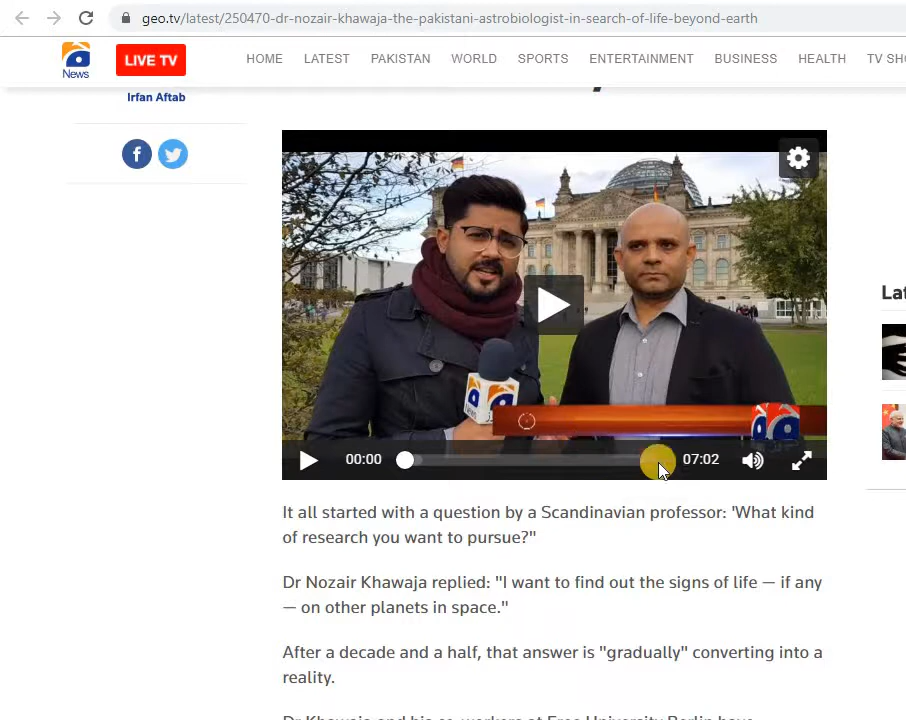 geo.tv/latest/250470-dr-nozair-khawaja-the-pakistani-astrobiologist-in-search-of-life-beyond-earth
News
LIVE TV
HOME LATEST PAKISTAN WORLD SPORTS ENTERTAINMENT BUSINESS HEALTH TV SH
Irfan Aftab
Lat
00:00 07:02
It all started with a question by a Scandinavian professor: 'What kind
of research you want to pursue?"
Dr Nozair Khawaja replied: "I want to find out the signs of life — if any
— on other planets in space."
After a decade and a half, that answer is "gradually" converting into a
reality.